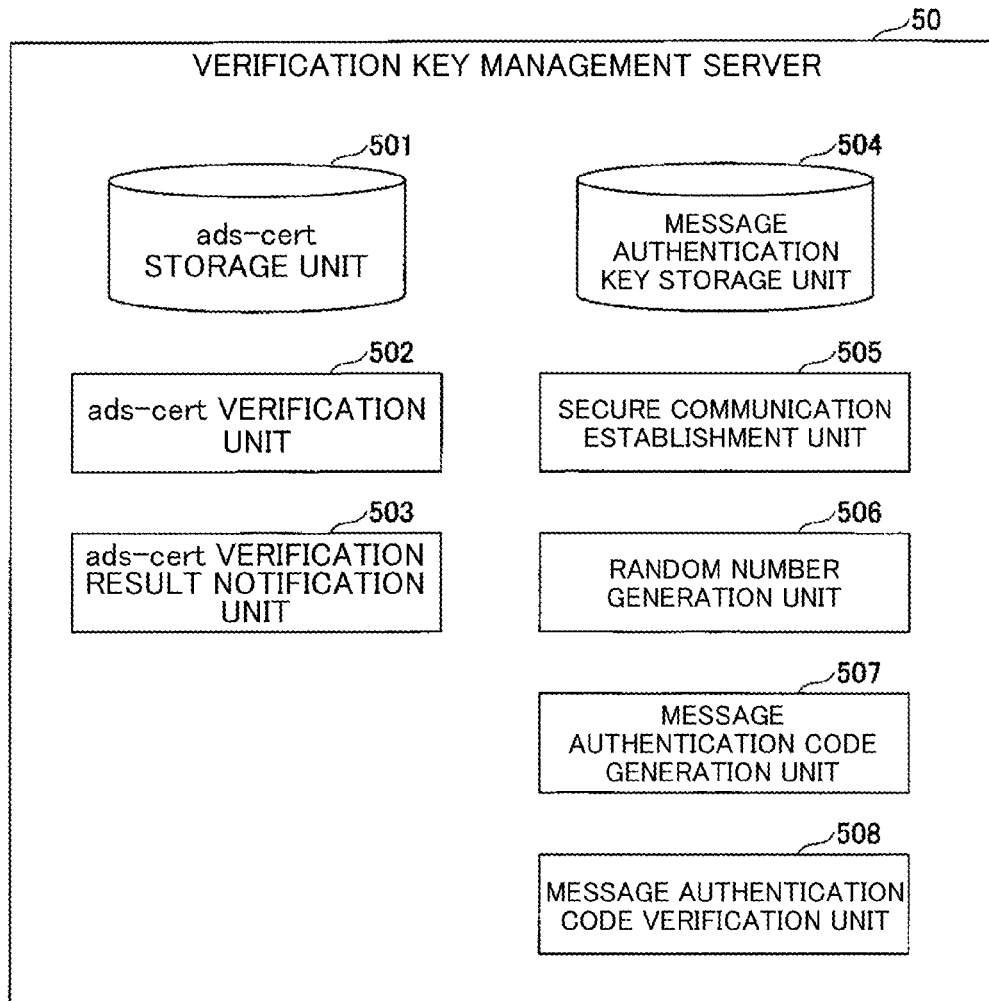 50
VERIFICATION KEY MANAGEMENT SERVER
501
ads-cert
STORAGE UNIT
502
ads-cert VERIFICATION
UNIT
503
ads-cert VERIFICATION
RESULT NOTIFICATION
UNIT
504
MESSAGE
AUTHENTICATION
KEY STORAGE UNIT
505
SECURE COMMUNICATION
ESTABLISHMENT UNIT
506
RANDOM NUMBER
GENERATION UNIT
507
MESSAGE
AUTHENTICATION CODE
GENERATION UNIT
508
MESSAGE AUTHENTICATION
CODE VERIFICATION UNIT